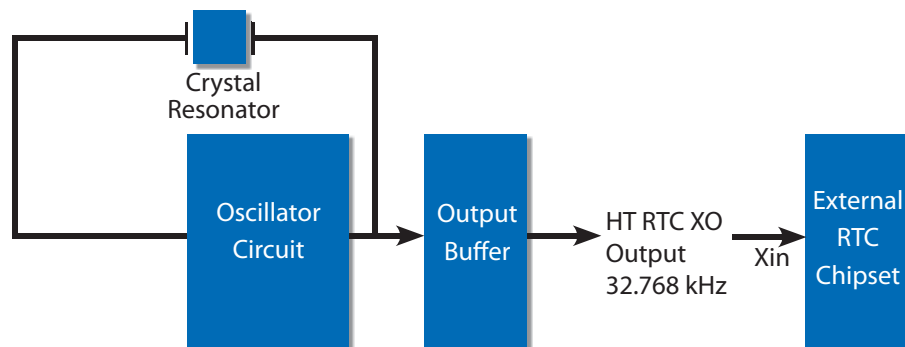 Crystal
Resonator
Oscillator
Circuit
Output
Buffer
HT RTC XO
Output
32.768 kHz
Xin
External
RTC
Chipset